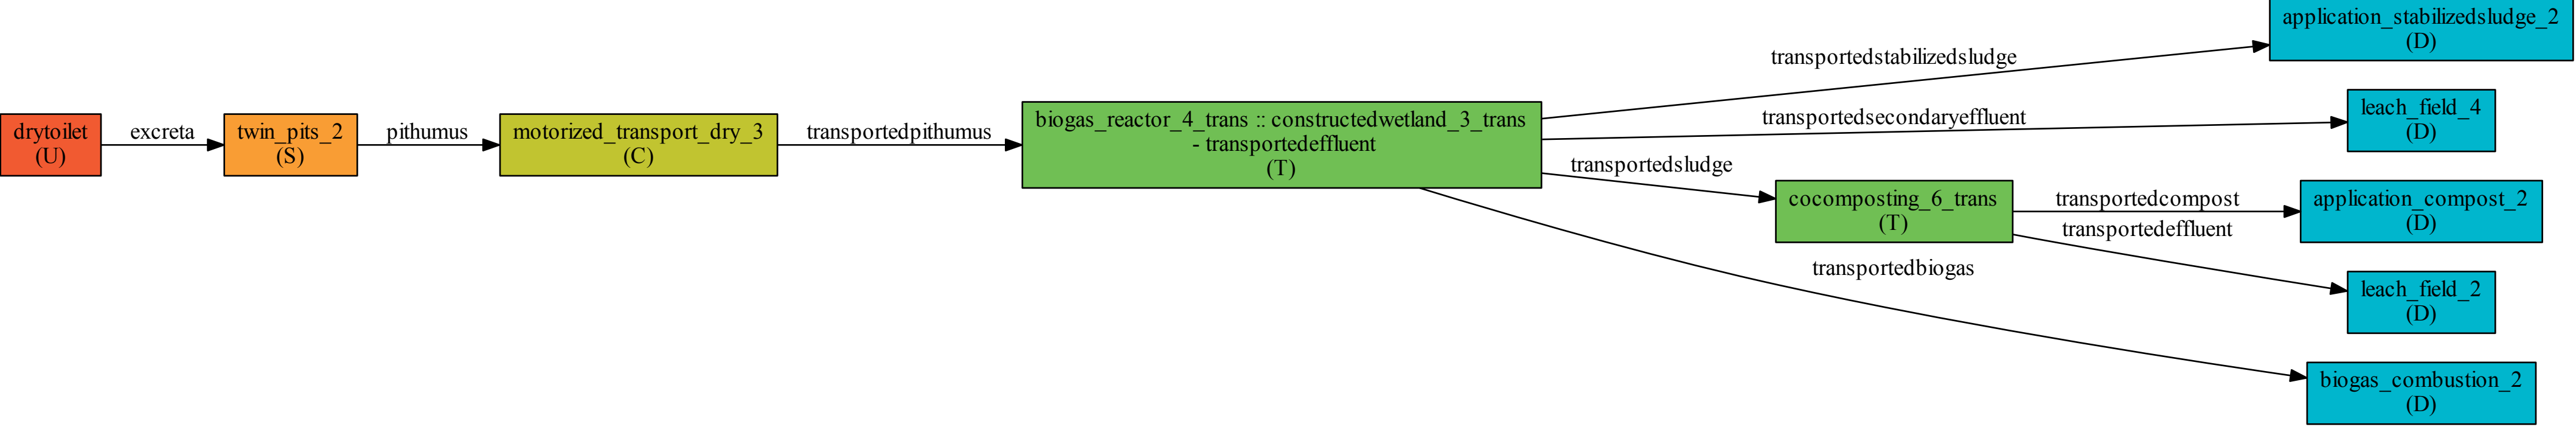 drytoilet
(U)
excreta
twin_pits_2
(S)
pithumus
motorized_transport_dry_3
(C)
transportedpithumus
biogas_reactor_4_trans :: constructedwetland_3_trans
- transportedeffluent
(T)
transportedstabilizedsludge
application_stabilizedsludge_2
(D)
transportedsecondaryeffluent
leach_field_4
(D)
transportedsludge
cocomposting_6_trans
(T)
transportedcompost
application_compost_2
(D)
transportedeffluent
leach_field_2
(D)
transportedbiogas
biogas_combustion_2
(D)